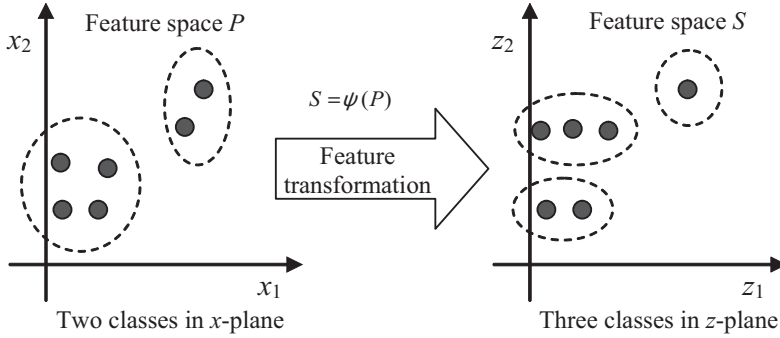 Feature space P
x2
x1
Two classes in x-plane
S = ψ(P)
Feature
transformation
Feature space S
z2
z1
Three classes in z-plane